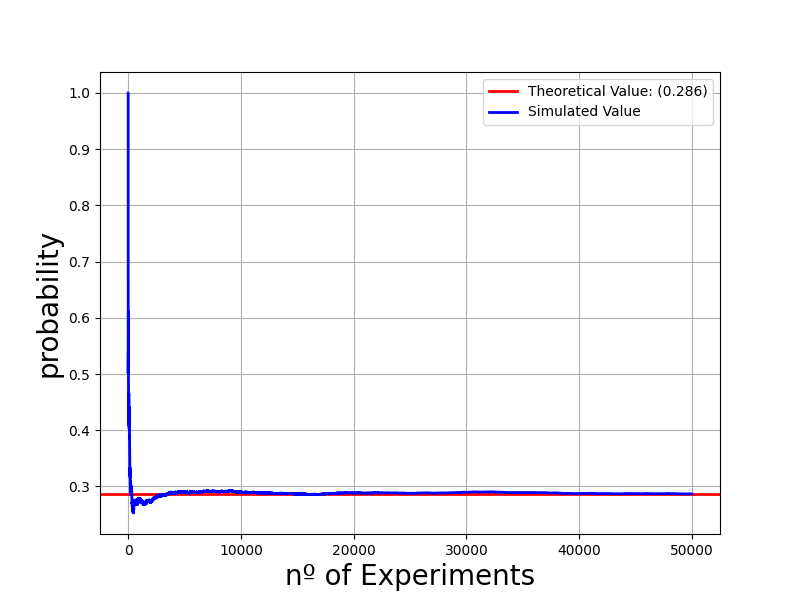 Theoretical Value: (0.286)
Simulated Value
1.0
0.9
0.8
0.7
0.6
0.5
0.4
0.3
probability
0 10000 20000 30000 40000 50000
nº of Experiments